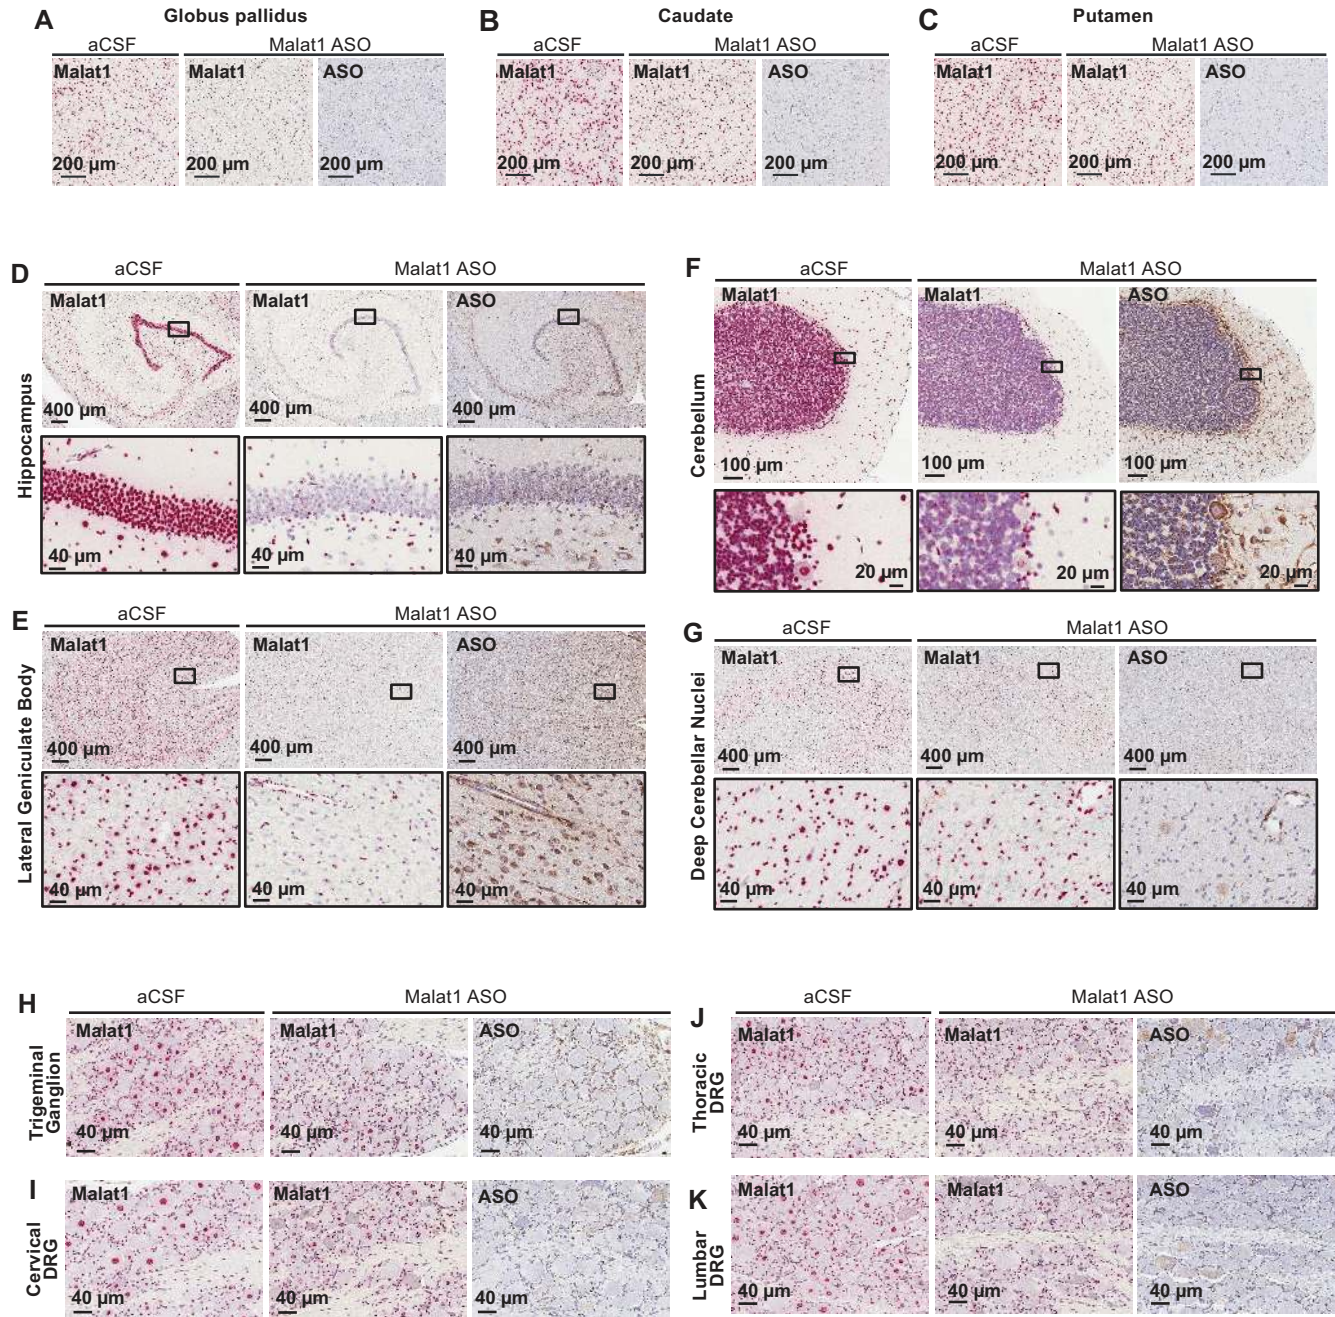 A Globus pallidus
aCSF Malat1 ASO
Malat1 Malat1 ASO
200 µm 200 µm 200 µm
B Caudate
aCSF Malat1 ASO
Malat1 Malat1 ASO
200 µm 200 µm 200 µm
C Putamen
aCSF Malat1 ASO
Malat1 Malat1 ASO
200 µm 200 µm 200 µm
D aCSF Malat1 ASO
Hippocampus
Malat1 Malat1 ASO
400 µm 400 µm 400 µm
40 µm 40 µm 40 µm
E aCSF Malat1 ASO
Lateral Geniculate Body
Malat1 Malat1 ASO
400 µm 400 µm 400 µm
40 µm 40 µm 40 µm
F aCSF Malat1 ASO
Cerebellum
Malat1 Malat1 ASO
100 µm 100 µm 100 µm
20 µm 20 µm 20 µm
G aCSF Malat1 ASO
Deep Cerebellar Nuclei
Malat1 Malat1 ASO
400 µm 400 µm 400 µm
40 µm 40 µm 40 µm
H aCSF Malat1 ASO
Trigeminal
Ganglion
Malat1 Malat1 ASO
40 µm 40 µm 40 µm
I
Cervical
DRG
Malat1 Malat1 ASO
40 µm 40 µm 40 µm
J aCSF Malat1 ASO
Thoracic
DRG
Malat1 Malat1 ASO
40 µm 40 µm 40 µm
K
Lumbar
DRG
Malat1 Malat1 ASO
40 µm 40 µm 40 µm